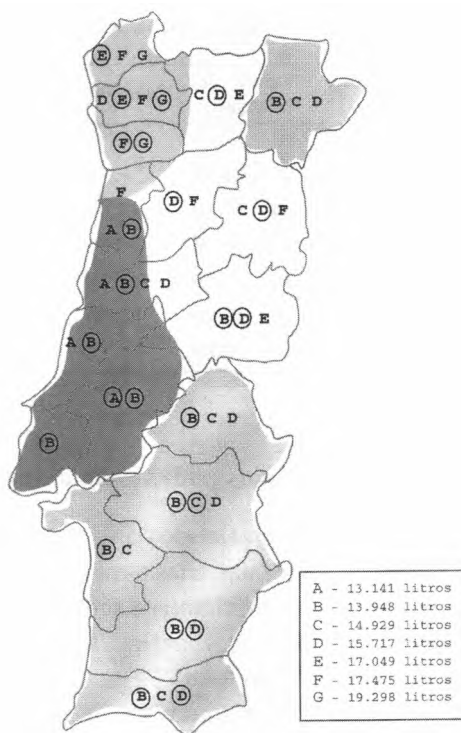 E F G
D E F G
C D E
B C D
F G
F
D F
C D F
A B
A B C D
B D E
A B
A B
B C D
B
B C D
B C
B D
B C D
A - 13.141 litros
B - 13.948 litros
C - 14.929 litros
D - 15.717 litros
E - 17.049 litros
F - 17.475 litros
G - 19.298 litros